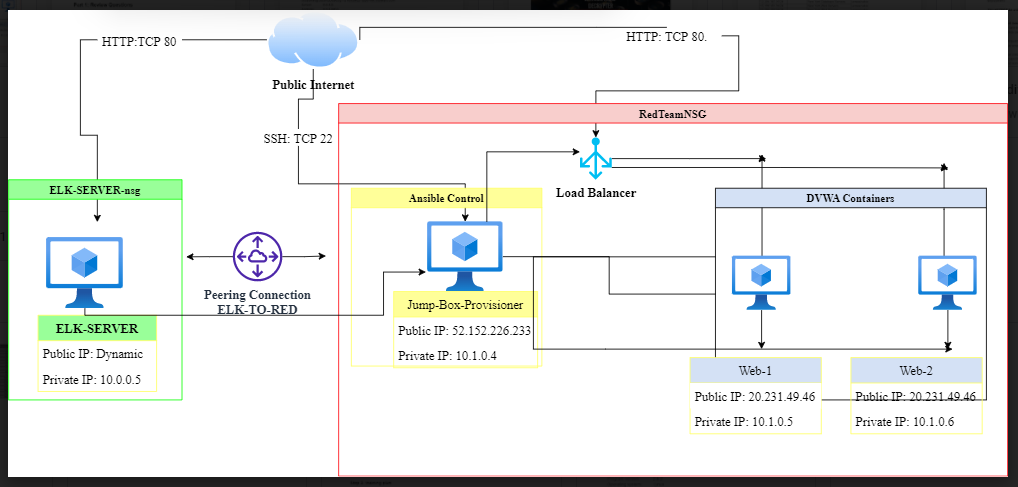 HTTP:TCP 80
HTTP: TCP 80.
Public Internet
SSH: TCP 22
RedTeamNSG
ELK-SERVER-nsg
Ansible Control
Load Balancer
DVWA Containers
Peering Connection
ELK-TO-RED
ELK-SERVER
Public IP: Dynamic
Private IP: 10.0.0.5
Jump-Box-Provisioner
Public IP: 52.152.226.233
Private IP: 10.1.0.4
Web-1
Public IP: 20.231.49.46
Private IP: 10.1.0.5
Web-2
Public IP: 20.231.49.46
Private IP: 10.1.0.6